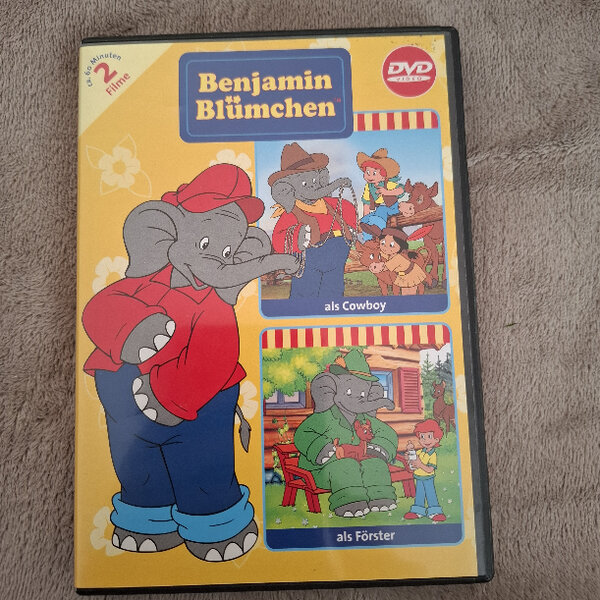 ca. 60 Minuten
2
Filme
Benjamin
Blümchen
DVD
VIDEO
als Cowboy
als Förster